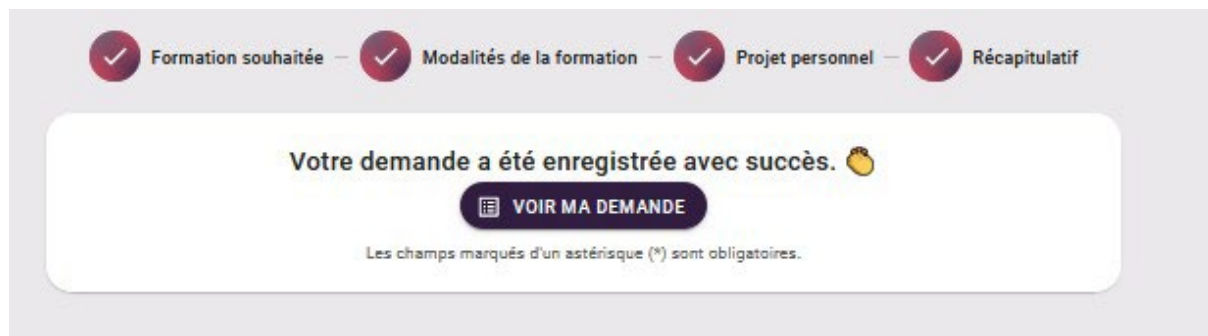 Formation souhaitée – Modalités de la formation – Projet personnel – Récapitulatif
Votre demande a été enregistrée avec succès. 👏
VOIR MA DEMANDE
Les champs marqués d'un astérisque (*) sont obligatoires.